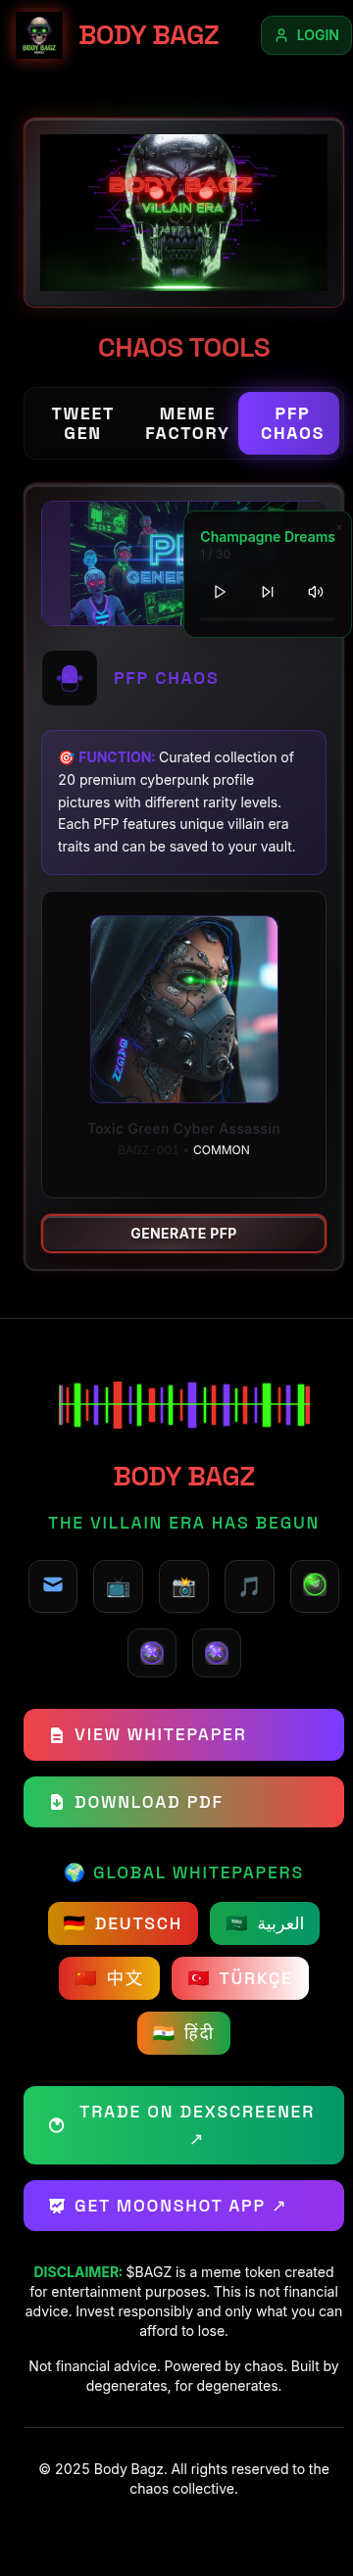 BODY BAGZ
BODY BAGZ
LOGIN
BODY BAGZ
VILLAIN ERA
CHAOS TOOLS
TWEET
GEN
MEME
FACTORY
PFP
CHAOS
Champagne Dreams
×
1 / 30
PFP CHAOS
🎯 FUNCTION: Curated collection of
20 premium cyberpunk profile
pictures with different rarity levels.
Each PFP features unique villain era
traits and can be saved to your vault.
BAGZZ
Toxic Green Cyber Assassin
BAGZ-001 • COMMON
GENERATE PFP
BODY BAGZ
THE VILLAIN ERA HAS BEGUN
VIEW WHITEPAPER
DOWNLOAD PDF
🌍 GLOBAL WHITEPAPERS
🇩🇪 DEUTSCH
🇸🇦 العربية
🇨🇳 中文
🇹🇷 TÜRKÇE
🇮🇳 हिंदी
TRADE ON DEXSCREENER
↗
GET MOONSHOT APP ↗
DISCLAIMER: $BAGZ is a meme token created
for entertainment purposes. This is not financial
advice. Invest responsibly and only what you can
afford to lose.
Not financial advice. Powered by chaos. Built by
degenerates, for degenerates.
© 2025 Body Bagz. All rights reserved to the
chaos collective.